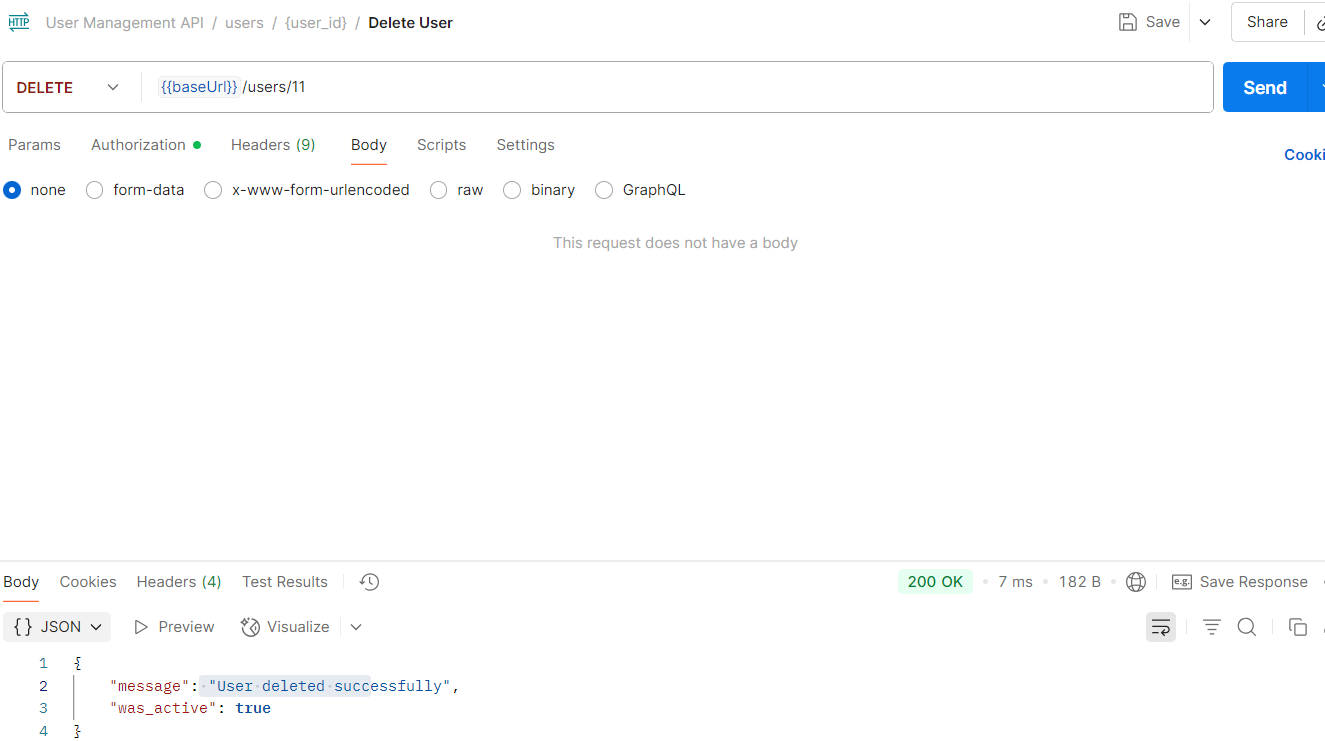 HTTP User Management API / users / {user_id} / Delete User Save Share
DELETE {{baseUrl}} /users/11 Send
Params Authorization Headers (9) Body Scripts Settings
Cooki
none form-data x-www-form-urlencoded raw binary GraphQL
This request does not have a body
Body Cookies Headers (4) Test Results 200 OK 7 ms 182 B e.g. Save Response
{} JSON Preview Visualize
1 {
2 "message": "User deleted successfully",
3 "was_active": true
4 }